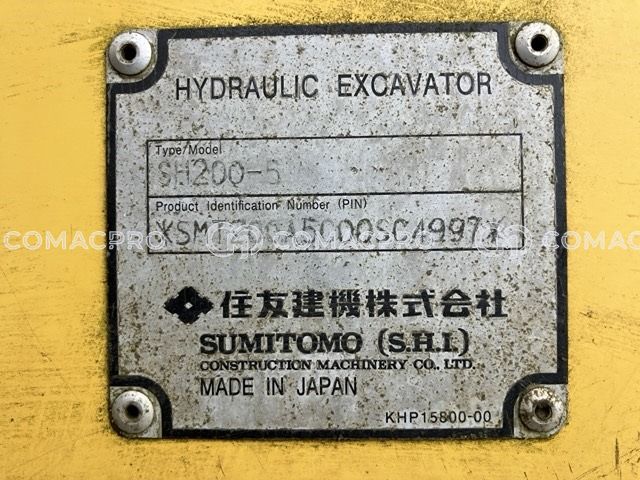 HYDRAULIC EXCAVATOR
Type/Model
SH200-5
Product Identification Number (PIN)
住友建機株式会社
SUMITOMO (S.H.I.)
CONSTRUCTION MACHINERY CO., LTD.
MADE IN JAPAN
KHP15800-00
COMACPRO